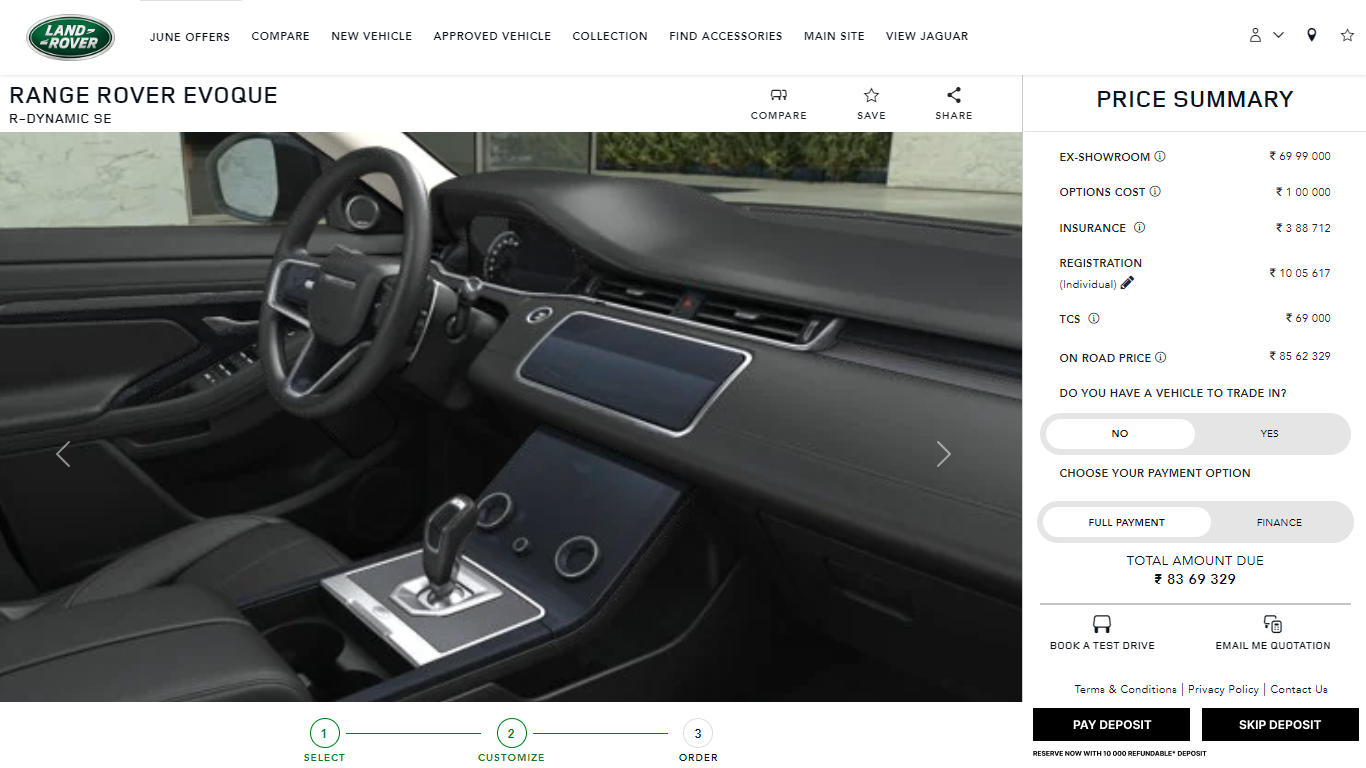 LAND
ROVER
JUNE OFFERS
COMPARE
NEW VEHICLE
APPROVED VEHICLE
COLLECTION
FIND ACCESSORIES
MAIN SITE
VIEW JAGUAR
RANGE ROVER EVOQUE
R-DYNAMIC SE
COMPARE
SAVE
SHARE
PRICE SUMMARY
EX-SHOWROOM ₹ 69 99 000
OPTIONS COST ₹ 1 00 000
INSURANCE ₹ 3 88 712
REGISTRATION
(Individual) ₹ 10 05 617
TCS ₹ 69 000
ON ROAD PRICE ₹ 85 62 329
DO YOU HAVE A VEHICLE TO TRADE IN?
NO YES
CHOOSE YOUR PAYMENT OPTION
FULL PAYMENT FINANCE
TOTAL AMOUNT DUE
₹ 83 69 329
BOOK A TEST DRIVE
EMAIL ME QUOTATION
Terms & Conditions | Privacy Policy | Contact Us
PAY DEPOSIT
SKIP DEPOSIT
RESERVE NOW WITH 10 000 REFUNDABLE* DEPOSIT
1 2 3
SELECT CUSTOMIZE ORDER